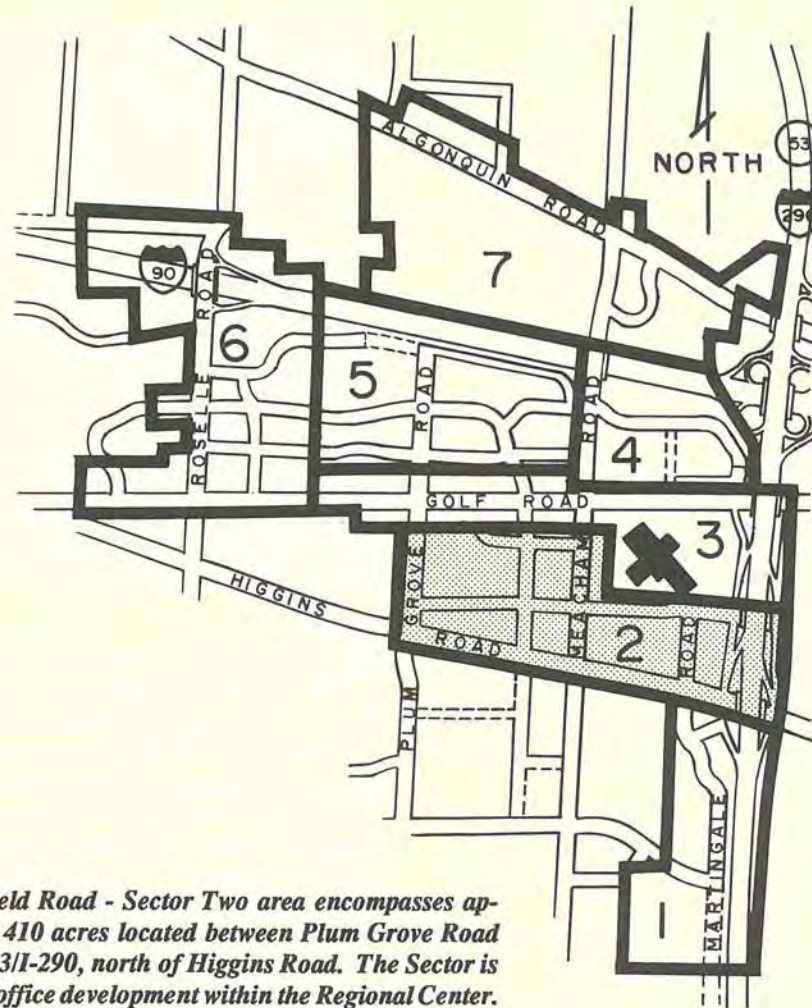 ALGONQUIN ROAD
NORTH
53
290
7
90
ROAD
6
5
ROAD
ROAD
4
ROSELLE
GOLF ROAD
3
GROVE
MEACHAM
HIGGINS
ROAD
2
ROAD
PLUM
1
MARTINGALE
eld Road - Sector Two area encompasses ap-
410 acres located between Plum Grove Road
3/I-290, north of Higgins Road. The Sector is
office development within the Regional Center.